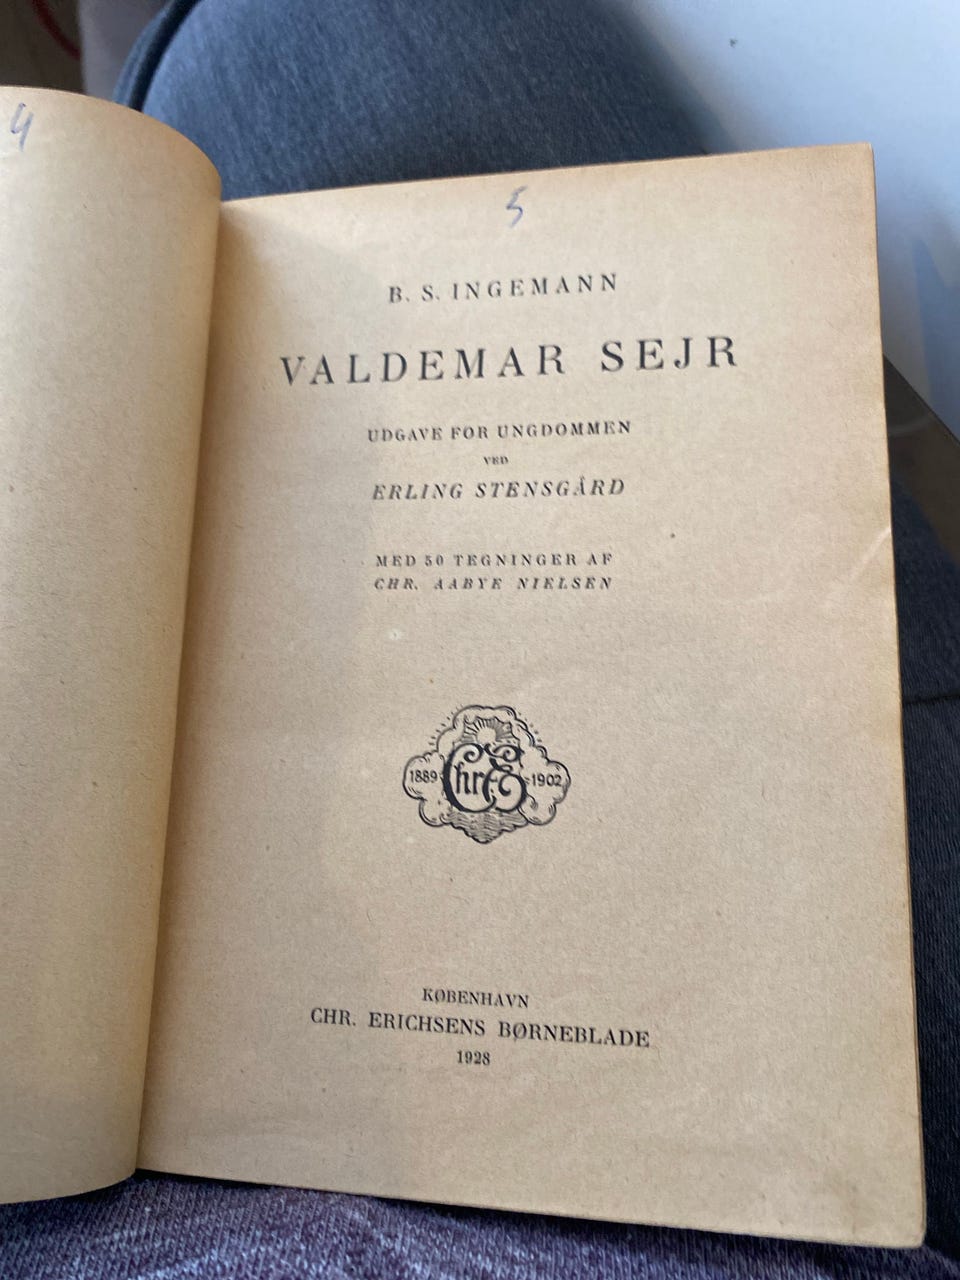 4
5
B. S. INGEMANN
VALDEMAR SEJR
UDGAVE FOR UNGDOMMEN
VED
ERLING STENSGÅRD
MED 50 TEGNINGER AF
CHR. AABYE NIELSEN
1889 Chr. E 1902
KØBENHAVN
CHR. ERICHSENS BØRNEBLADE
1928